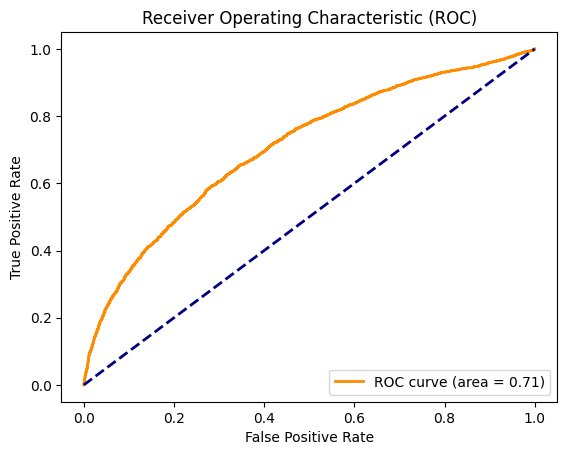 Receiver Operating Characteristic (ROC)
True Positive Rate
1.0
0.8
0.6
0.4
0.2
0.0
ROC curve (area = 0.71)
0.0 0.2 0.4 0.6 0.8 1.0
False Positive Rate